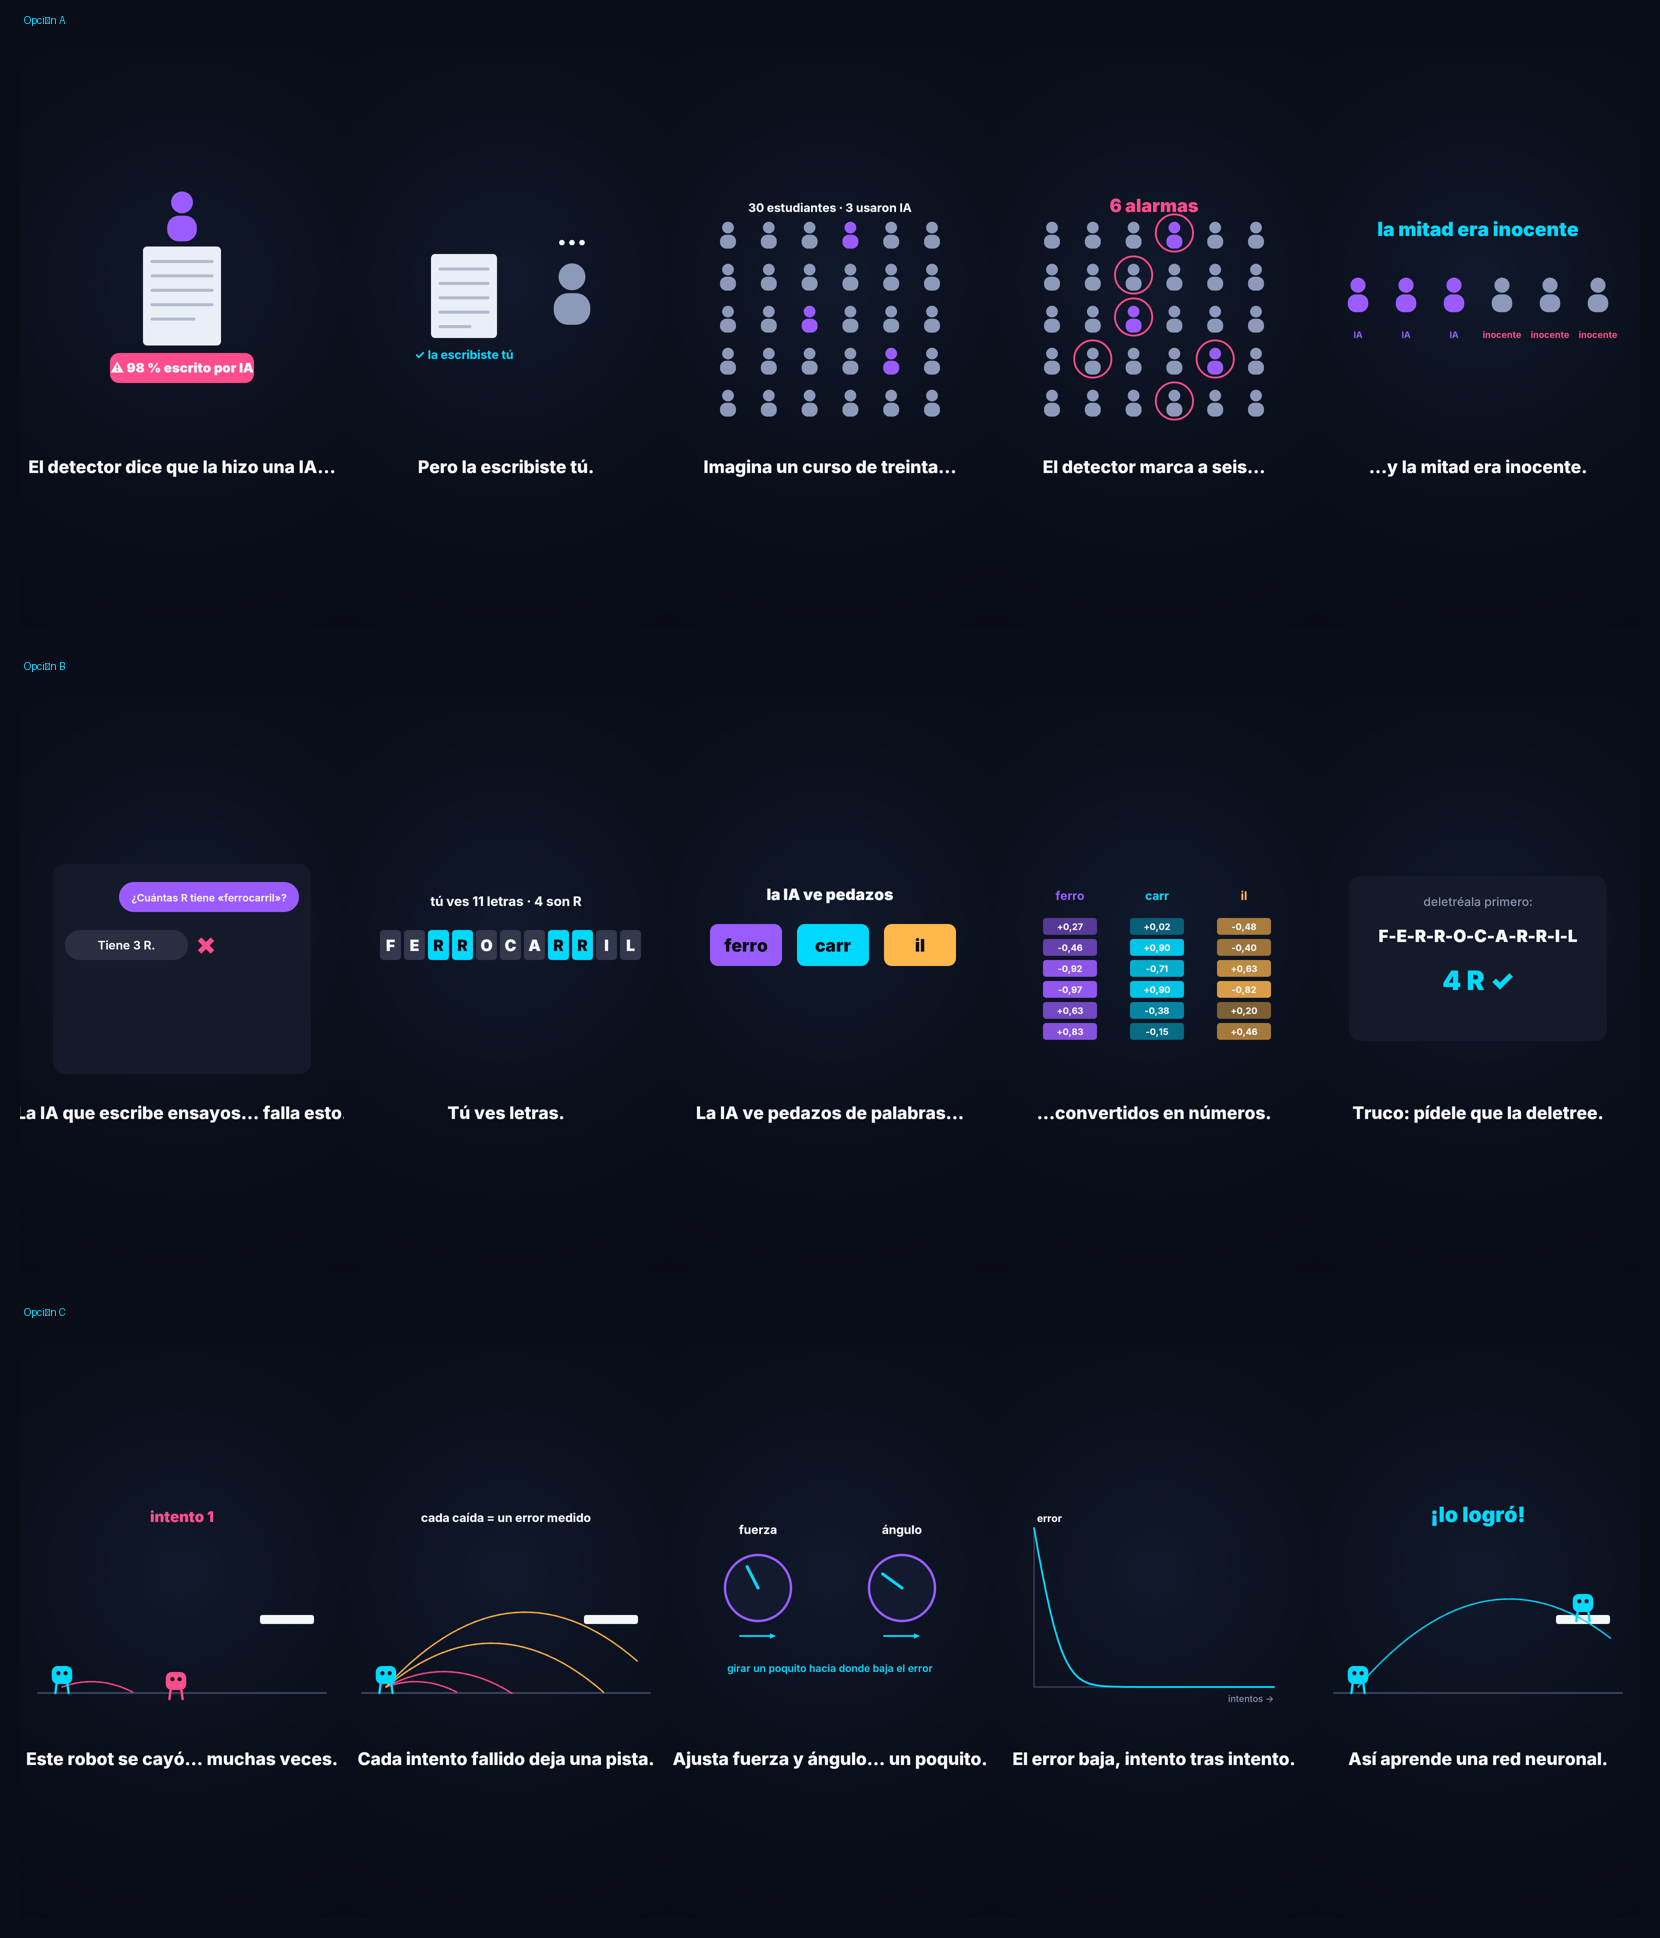 Opci□n A
⚠ 98 % escrito por IA
El detector dice que la hizo una IA...
✓ la escribiste tú
Pero la escribiste tú.
30 estudiantes · 3 usaron IA
Imagina un curso de treinta...
6 alarmas
El detector marca a seis...
la mitad era inocente
IA IA IA inocente inocente inocente
...y la mitad era inocente.
Opci□n B
¿Cuántas R tiene «ferrocarril»?
Tiene 3 R. ✖
La IA que escribe ensayos... falla esto.
tú ves 11 letras · 4 son R
F E R R O C A R R I L
Tú ves letras.
la IA ve pedazos
ferro carr il
La IA ve pedazos de palabras...
ferro carr il
+0,27 +0,02 -0,48
-0,46 +0,90 -0,40
-0,92 -0,71 +0,63
-0,97 +0,90 -0,82
+0,63 -0,38 +0,20
+0,83 -0,15 +0,46
...convertidos en números.
deletréala primero:
F-E-R-R-O-C-A-R-R-I-L
4 R ✓
Truco: pídele que la deletree.
Opci□n C
intento 1
Este robot se cayó... muchas veces.
cada caída = un error medido
Cada intento fallido deja una pista.
fuerza ángulo
girar un poquito hacia donde baja el error
Ajusta fuerza y ángulo... un poquito.
error
intentos →
El error baja, intento tras intento.
¡lo logró!
Así aprende una red neuronal.